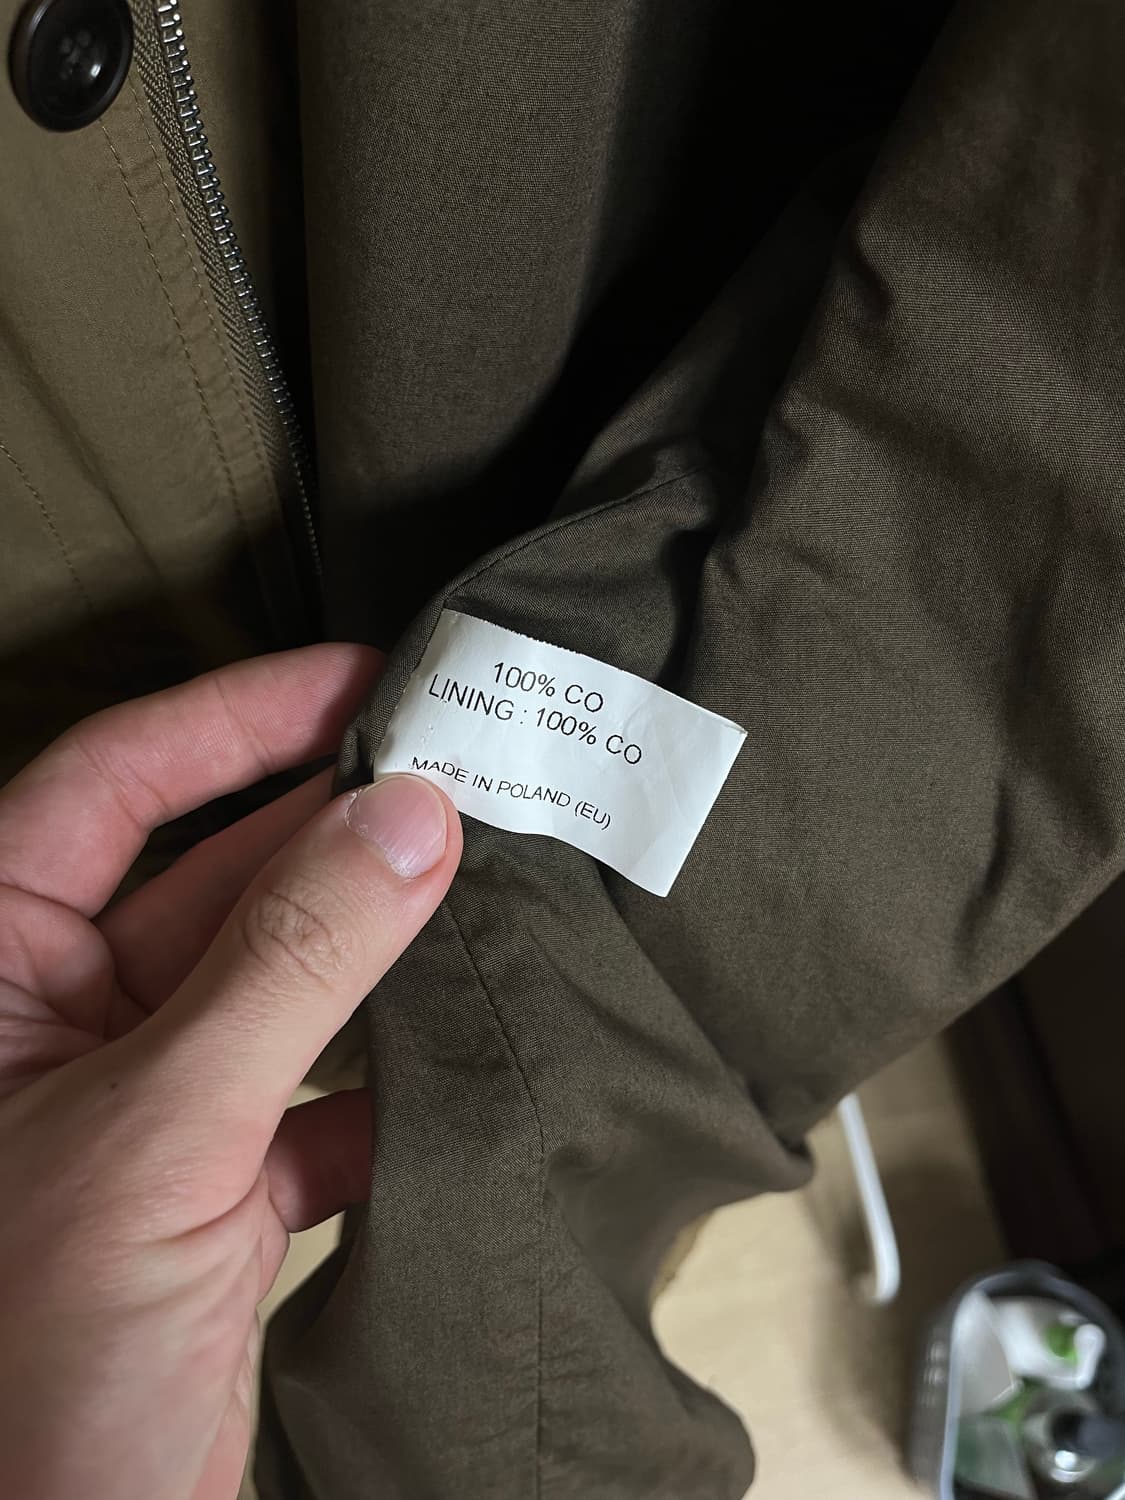 100% CO
LINING : 100% CO
MADE IN POLAND (EU)